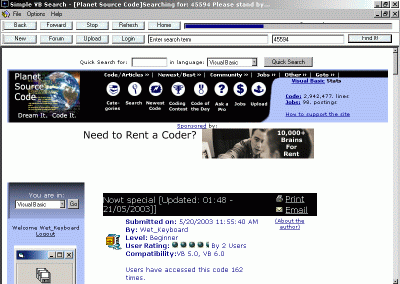 Simple VB Search - [Planet Source Code]Searching for: 45594 Please stand by...
File Options Help
Back Forward Stop Refresh Home
New Forum Upload Login Enter search term 45594 Find It!
Quick Search for: in language: Visual Basic Quick Search
Code/Articles » | Newest/Best » | Community » | Jobs » | Other » | Goto » |
Planet
Source
Code
Dream It. Code It.
Cate-
gories
Search
Newest
Code
Coding
Contest
Code of
the Day
Ask a
Pro
Jobs
Upload
Visual Basic Stats
Code: 2,942,477. lines
Jobs: 98. postings
How to support the site
Sponsored by:
Need to Rent a Coder?
10,000+
Brains
For
Rent
You are in:
Visual Basic Go
Welcome Wet_Keyboard
Logout
Nowt special [Updated: 01:48 -
21/05/2003]]
Print
Email
Submitted on: 5/20/2003 11:55:40 AM
By: Wet_Keyboard
Level: Beginner
User Rating: By 2 Users
Compatibility:VB 5.0, VB 6.0
(About the
author)
Users have accessed this code 162
times.